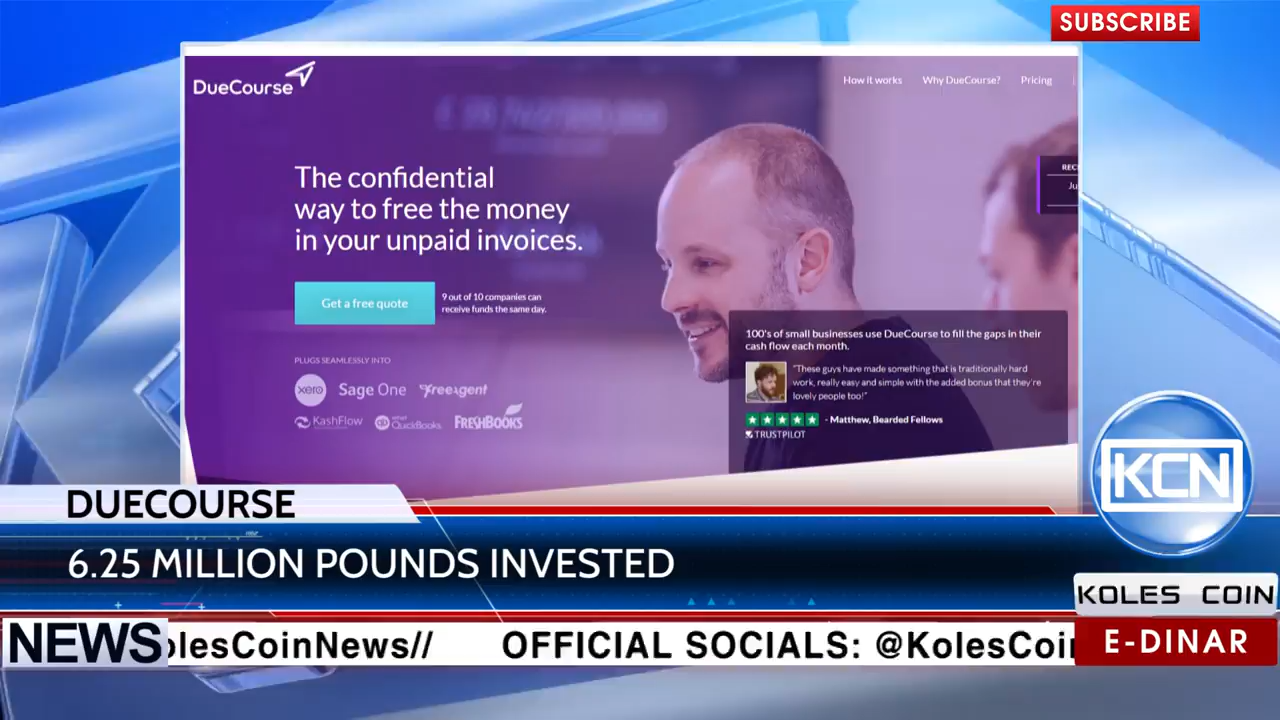 SUBSCRIBE
DueCourse
How it works Why DueCourse? Pricing
The confidential
way to free the money
in your unpaid invoices.
Get a free quote
9 out of 10 companies can
receive funds the same day.
PLUGS SEAMLESSLY INTO
xero Sage One freeagent
KashFlow QuickBooks FRESHBOOKS
100's of small businesses use DueCourse to fill the gaps in their
cash flow each month.
"These guys have made something that is traditionally hard
work, really easy and simple with the added bonus that they're
lovely people too!"
- Matthew, Bearded Fellows
TRUSTPILOT
KCN
DUECOURSE
6.25 MILLION POUNDS INVESTED
KOLES COIN
NEWS olesCoinNews// OFFICIAL SOCIALS: @KolesCoi
E-DINAR